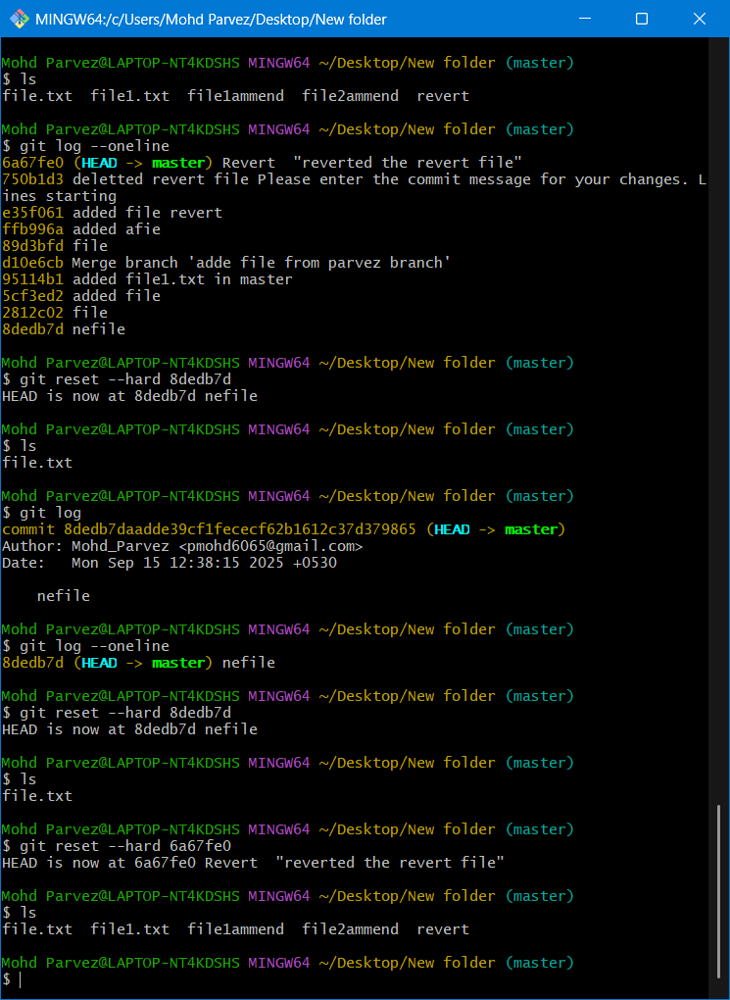 MINGW64:/c/Users/Mohd Parvez/Desktop/New folder
Mohd Parvez@LAPTOP-NT4KDSHS MINGW64 ~/Desktop/New folder (master)
$ ls
file.txt  file1.txt  file1ammend  file2ammend  revert
Mohd Parvez@LAPTOP-NT4KDSHS MINGW64 ~/Desktop/New folder (master)
$ git log --oneline
6a67fe0 (HEAD -> master) Revert  "reverted the revert file"
750b1d3 deletted revert file Please enter the commit message for your changes. L
ines starting
e35f061 added file revert
ffb996a added afie
89d3bfd file
d10e6cb Merge branch 'adde file from parvez branch'
95114b1 added file1.txt in master
5cf3ed2 added file
2812c02 file
8dedb7d nefile
Mohd Parvez@LAPTOP-NT4KDSHS MINGW64 ~/Desktop/New folder (master)
$ git reset --hard 8dedb7d
HEAD is now at 8dedb7d nefile
Mohd Parvez@LAPTOP-NT4KDSHS MINGW64 ~/Desktop/New folder (master)
$ ls
file.txt
Mohd Parvez@LAPTOP-NT4KDSHS MINGW64 ~/Desktop/New folder (master)
$ git log
commit 8dedb7daadde39cf1fececf62b1612c37d379865 (HEAD -> master)
Author: Mohd_Parvez <pmohd6065@gmail.com>
Date:   Mon Sep 15 12:38:15 2025 +0530
    nefile
Mohd Parvez@LAPTOP-NT4KDSHS MINGW64 ~/Desktop/New folder (master)
$ git log --oneline
8dedb7d (HEAD -> master) nefile
Mohd Parvez@LAPTOP-NT4KDSHS MINGW64 ~/Desktop/New folder (master)
$ git reset --hard 8dedb7d
HEAD is now at 8dedb7d nefile
Mohd Parvez@LAPTOP-NT4KDSHS MINGW64 ~/Desktop/New folder (master)
$ ls
file.txt
Mohd Parvez@LAPTOP-NT4KDSHS MINGW64 ~/Desktop/New folder (master)
$ git reset --hard 6a67fe0
HEAD is now at 6a67fe0 Revert  "reverted the revert file"
Mohd Parvez@LAPTOP-NT4KDSHS MINGW64 ~/Desktop/New folder (master)
$ ls
file.txt  file1.txt  file1ammend  file2ammend  revert
Mohd Parvez@LAPTOP-NT4KDSHS MINGW64 ~/Desktop/New folder (master)
$